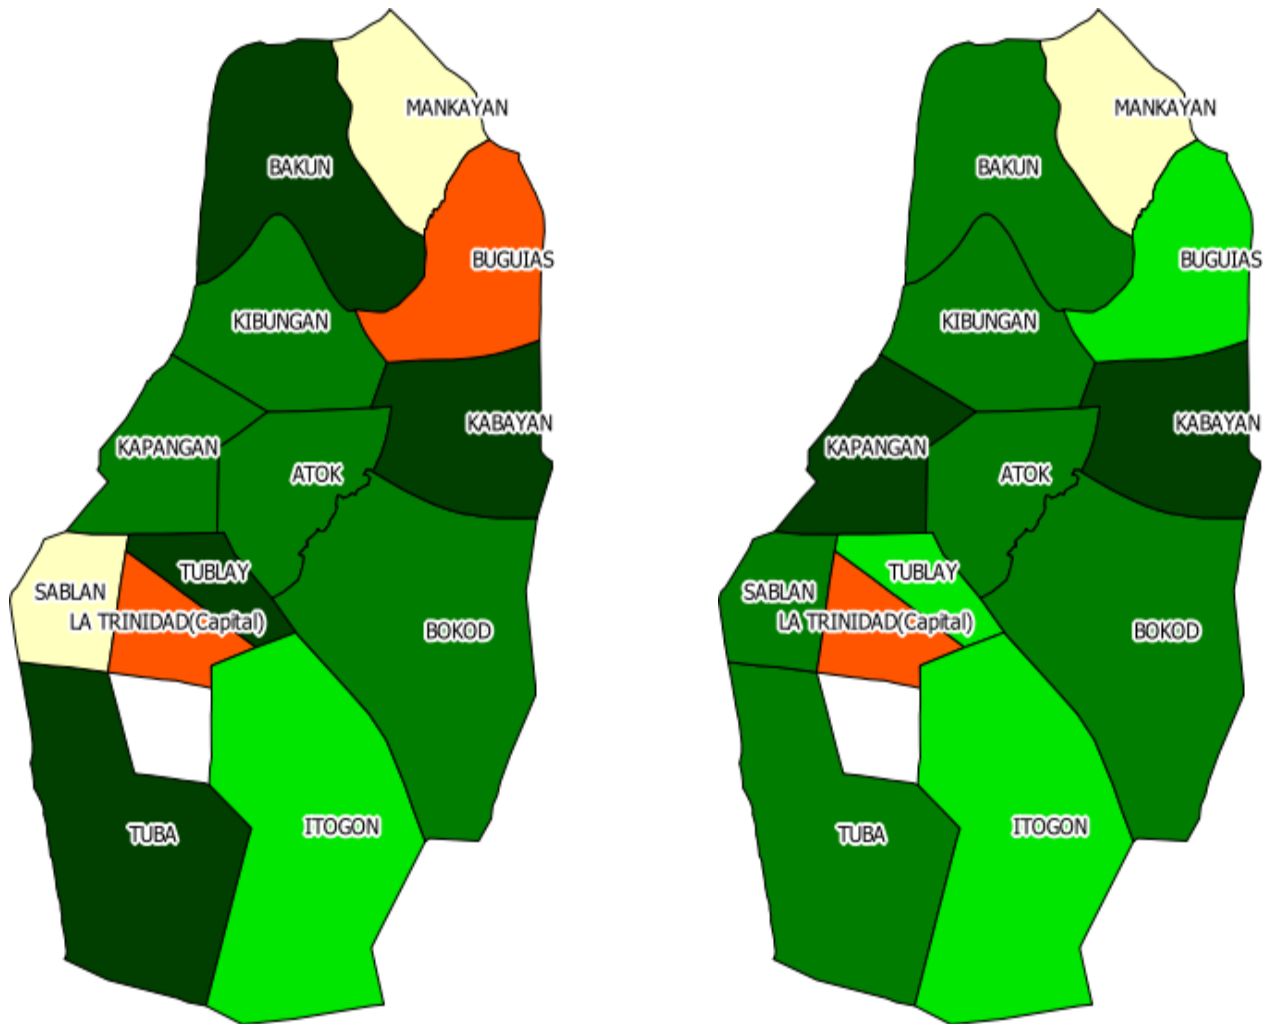 MANKAYAN
BAKUN
BUGUIAS
KIBUNGAN
KABAYAN
KAPANGAN
ATOK
TUBLAY
SABLAN
LA TRINIDAD(Capital)
BOKOD
TUBA
ITOGON
MANKAYAN
BAKUN
BUGUIAS
KIBUNGAN
KABAYAN
KAPANGAN
ATOK
TUBLAY
SABLAN
LA TRINIDAD(Capital)
BOKOD
TUBA
ITOGON